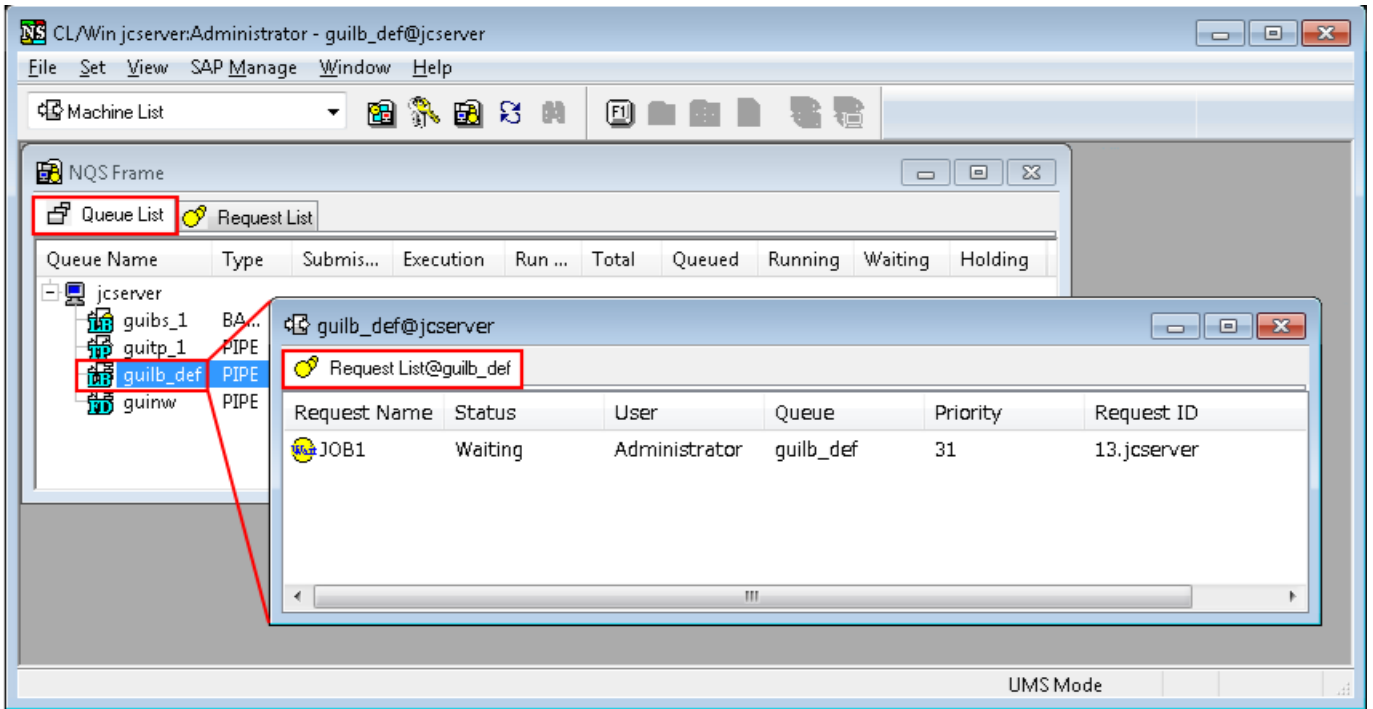 CL/Win jcserver:Administrator - guilb_def@jcserver
File Set View SAP Manage Window Help
Machine List
NQS Frame
Queue List Request List
Queue Name Type Submis... Execution Run ... Total Queued Running Waiting Holding
jcserver
guibs_1 BA...
guitp_1 PIPE
guilb_def PIPE
guinw PIPE
guilb_def@jcserver
Request List@guilb_def
Request Name Status User Queue Priority Request ID
JOB1 Waiting Administrator guilb_def 31 13.jcserver
UMS Mode